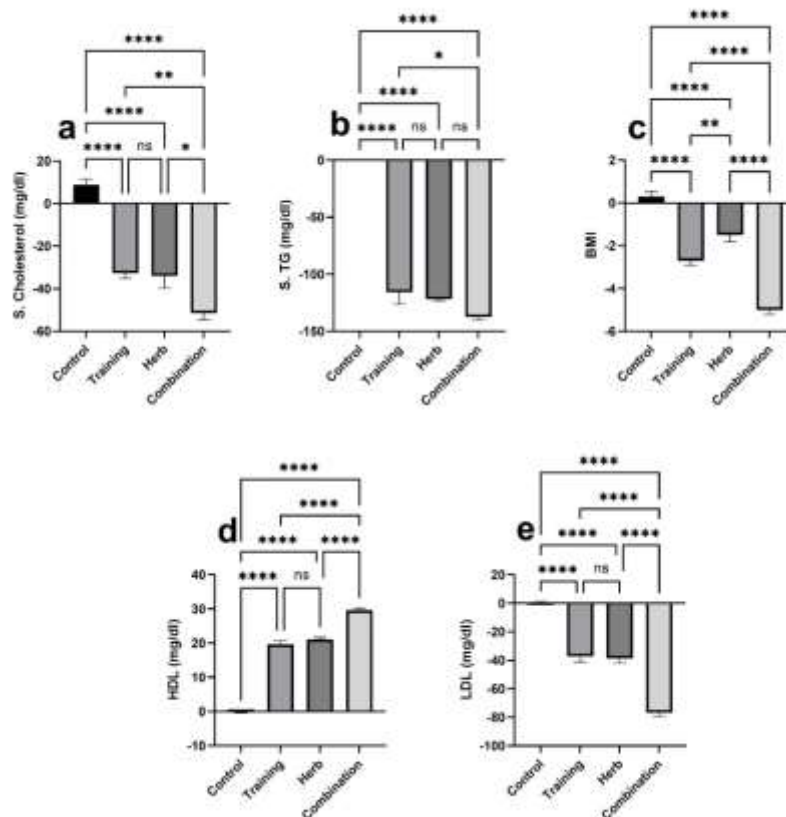 a
****
**
****
**** ns *
S. Cholesterol (mg/dl)
20
0
-20
-40
-60
Control
Training
Herb
Combination
b
****
*
****
**** ns ns
S. TG (mg/dl)
0
-50
-100
-150
Control
Training
Herb
Combination
c
****
****
****
**
**** ****
BMI
2
0
-2
-4
-6
Control
Training
Herb
Combination
d
****
****
**** ****
**** ns
HDL (mg/dl)
40
30
20
10
0
-10
Control
Training
Herb
Combination
e
****
****
**** ****
**** ns
LDL (mg/dl)
20
0
-20
-40
-60
-80
-100
Control
Training
Herb
Combination